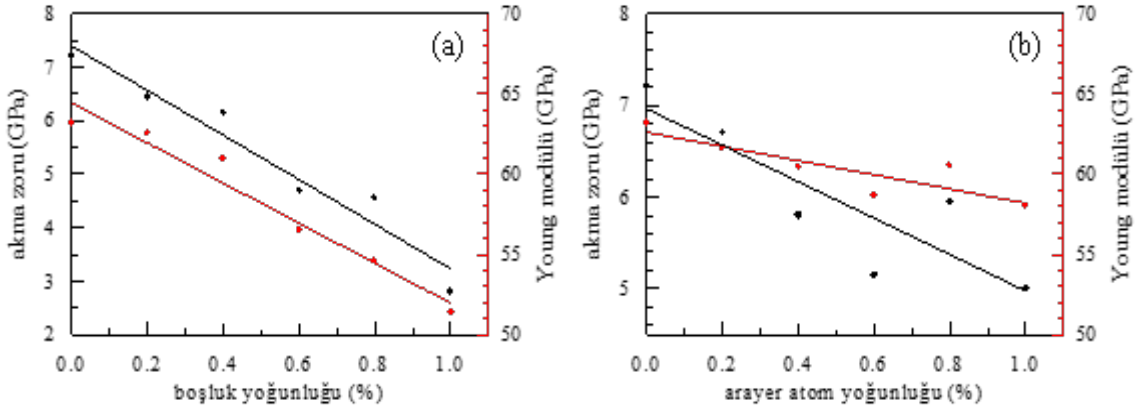 (a)
akma zoru (GPa)
8
7
6
5
4
3
2
70
65
60
55
50
Young modülü (GPa)
0.0 0.2 0.4 0.6 0.8 1.0
boşluk yoğunluğu (%)
(b)
akma zoru (GPa)
8
7
6
5
70
65
60
55
50
Young modülü (GPa)
0.0 0.2 0.4 0.6 0.8 1.0
arayer atom yoğunluğu (%)